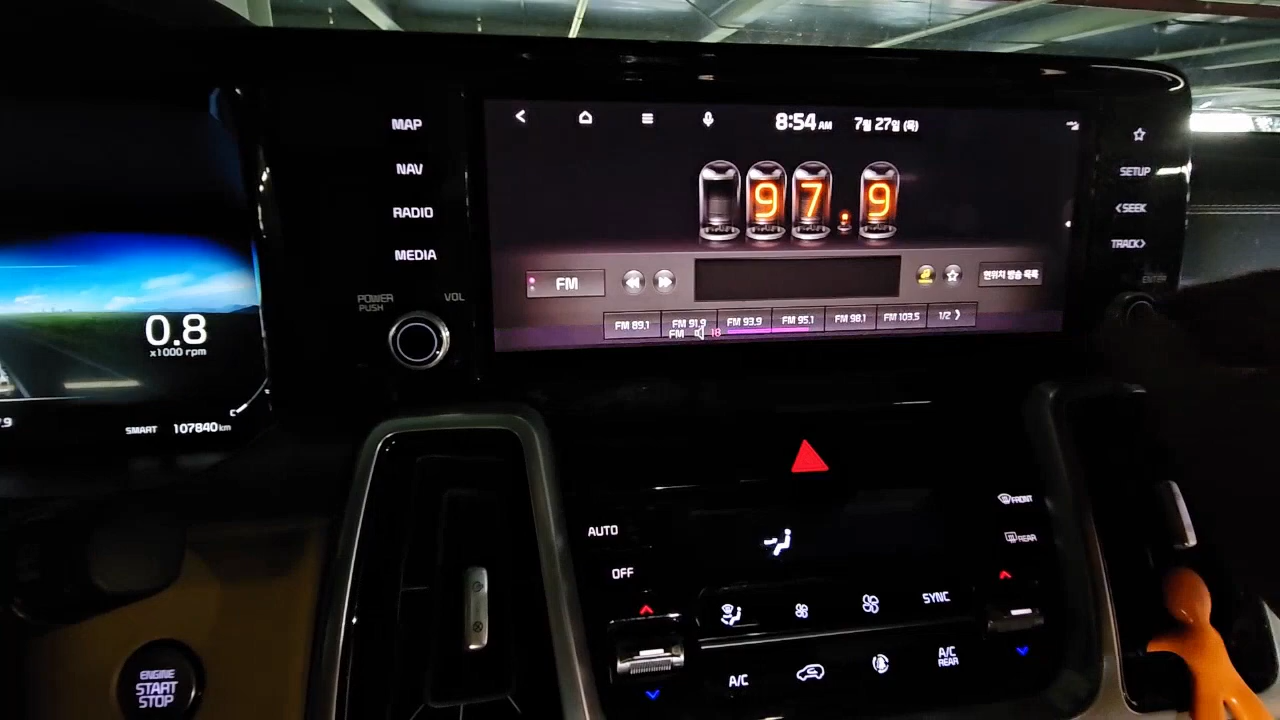 MAP
NAV
RADIO
MEDIA
POWER
PUSH
VOL
8:54 AM 7월 27일 (목)
97.9
FM
현위치 방송 목록
FM 89.1 FM 91.9 FM 93.9 FM 95.1 FM 98.1 FM 103.5 1/2
FM 18
SETUP
<SEEK
TRACK>
ENTER
0.8
x1000 rpm
C
SMART 107840 km
FRONT
REAR
AUTO
OFF
SYNC
A/C
A/C
REAR
ENGINE
START
STOP